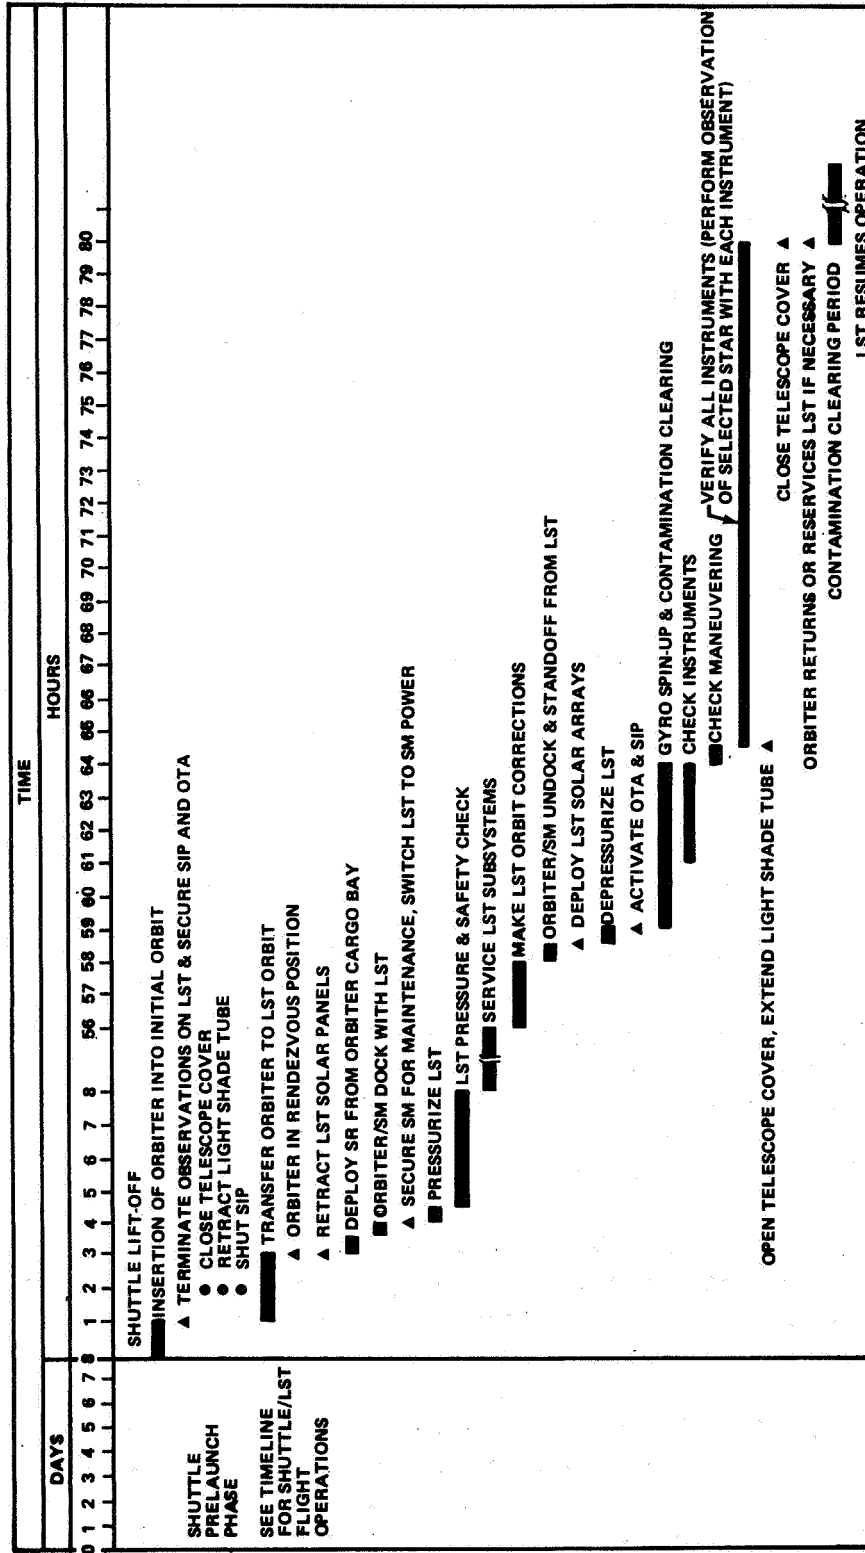 TIME
DAYS
HOURS
0 1 2 3 4 5 6 7 8
1 2 3 4 5 6 7 8 56 57 58 59 60 61 62 63 64 65 66 67 68 69 70 71 72 73 74 75 76 77 78 79 80
SHUTTLE
PRELAUNCH
PHASE
SEE TIMELINE
FOR SHUTTLE/LST
FLIGHT
OPERATIONS
SHUTTLE LIFT-OFF
INSERTION OF ORBITER INTO INITIAL ORBIT
▲ TERMINATE OBSERVATIONS ON LST & SECURE SIP AND OTA
● CLOSE TELESCOPE COVER
● RETRACT LIGHT SHADE TUBE
● SHUT SIP
TRANSFER ORBITER TO LST ORBIT
▲ ORBITER IN RENDEZVOUS POSITION
▲ RETRACT LST SOLAR PANELS
DEPLOY SR FROM ORBITER CARGO BAY
ORBITER/SM DOCK WITH LST
▲ SECURE SM FOR MAINTENANCE, SWITCH LST TO SM POWER
PRESSURIZE LST
LST PRESSURE & SAFETY CHECK
SERVICE LST SUBSYSTEMS
MAKE LST ORBIT CORRECTIONS
ORBITER/SM UNDOCK & STANDOFF FROM LST
▲ DEPLOY LST SOLAR ARRAYS
DEPRESSURIZE LST
▲ ACTIVATE OTA & SIP
GYRO SPIN-UP & CONTAMINATION CLEARING
CHECK INSTRUMENTS
CHECK MANEUVERING
VERIFY ALL INSTRUMENTS (PERFORM OBSERVATION
OF SELECTED STAR WITH EACH INSTRUMENT)
OPEN TELESCOPE COVER, EXTEND LIGHT SHADE TUBE ▲
CLOSE TELESCOPE COVER ▲
ORBITER RETURNS OR RESERVICES LST IF NECESSARY ▲
CONTAMINATION CLEARING PERIOD
LST RESUMES OPERATION